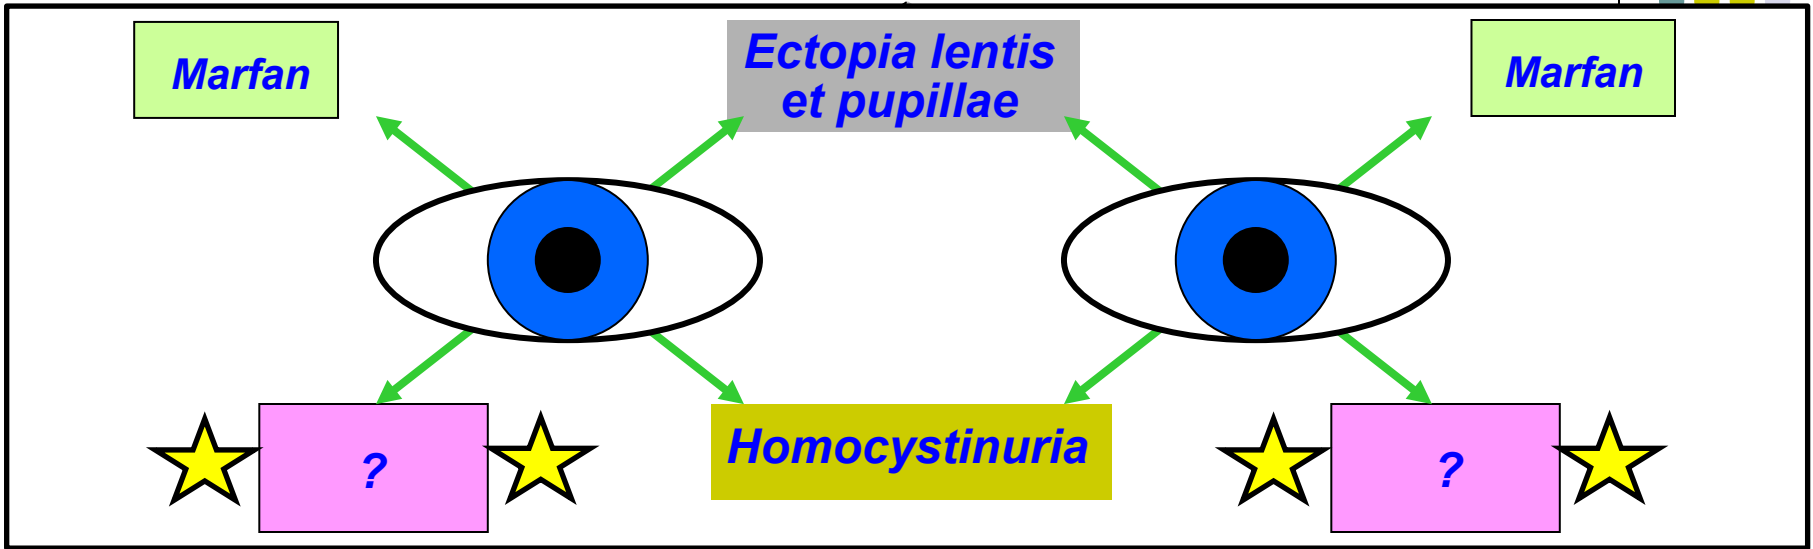 Marfan
Ectopia lentis
et pupillae
Marfan
?
Homocystinuria
?